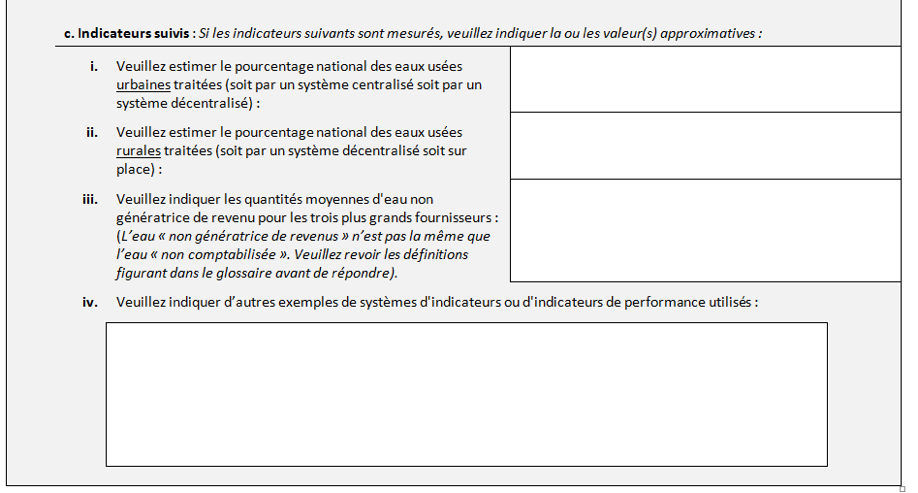 c. Indicateurs suivis : Si les indicateurs suivants sont mesurés, veuillez indiquer la ou les valeur(s) approximatives :
i. Veuillez estimer le pourcentage national des eaux usées
urbaines traitées (soit par un système centralisé soit par un
système décentralisé) :
ii. Veuillez estimer le pourcentage national des eaux usées
rurales traitées (soit par un système décentralisé soit sur
place) :
iii. Veuillez indiquer les quantités moyennes d'eau non
génératrice de revenu pour les trois plus grands fournisseurs :
(L’eau « non génératrice de revenus » n’est pas la même que
l’eau « non comptabilisée ». Veuillez revoir les définitions
figurant dans le glossaire avant de répondre).
iv. Veuillez indiquer d’autres exemples de systèmes d'indicateurs ou d'indicateurs de performance utilisés :